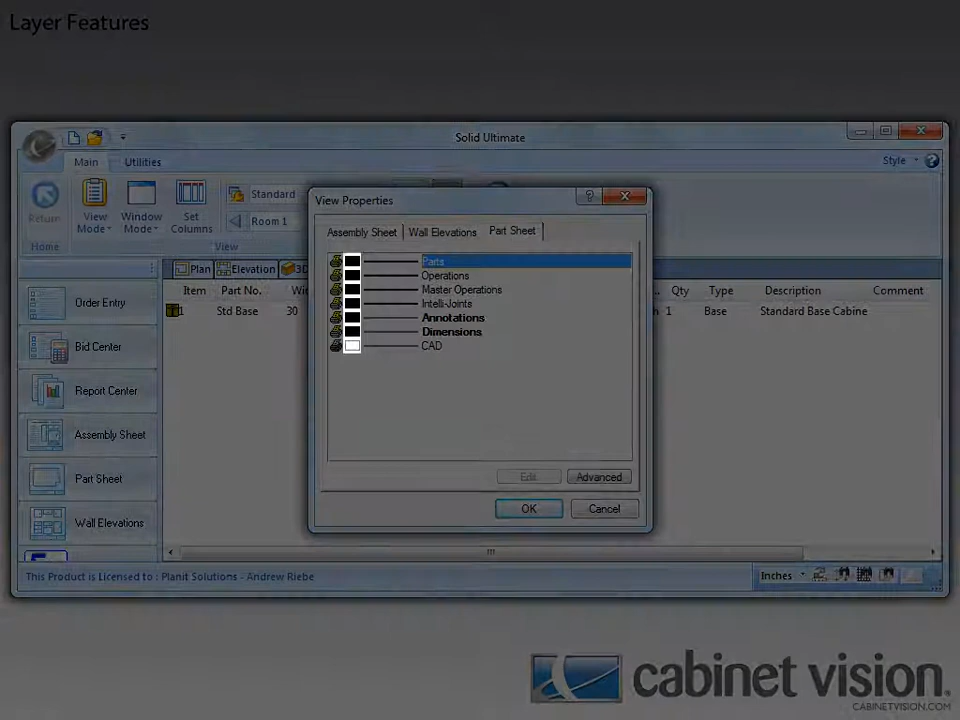 Layer Features
Solid Ultimate
Main Utilities
Style
Return
View Mode
Window Mode
Set Columns
Standard
Room 1
Home
View
View Properties
Assembly Sheet Wall Elevations Part Sheet
Plan Elevation
Item Part No.
Qty Type Description Comment
1 Std Base 30
1 Base Standard Base Cabine
Parts
Operations
Master Operations
Intelli-Joints
Annotations
Dimensions
CAD
Order Entry
Bid Center
Report Center
Assembly Sheet
Part Sheet
Wall Elevations
Edit Advanced
OK Cancel
This Product is Licensed to : Planit Solutions - Andrew Riebe
Inches
cabinet vision.
CABINETVISION.COM